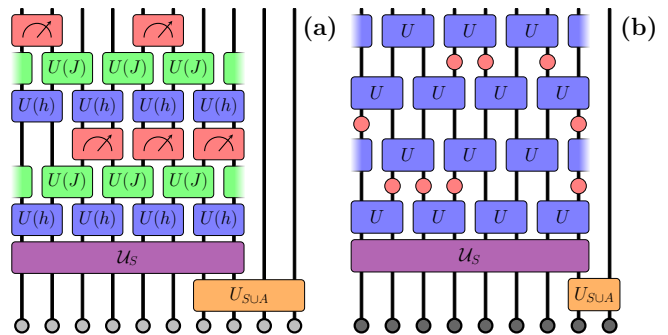 (a)
U(J) U(J) U(J)
U(h) U(h) U(h) U(h)
U(J) U(J) U(J)
U(h) U(h) U(h) U(h)
𝒰_S
U_{S∪A}
(b)
U U U
U U U U
U U U
U U U U
𝒰_S
U_{S∪A}